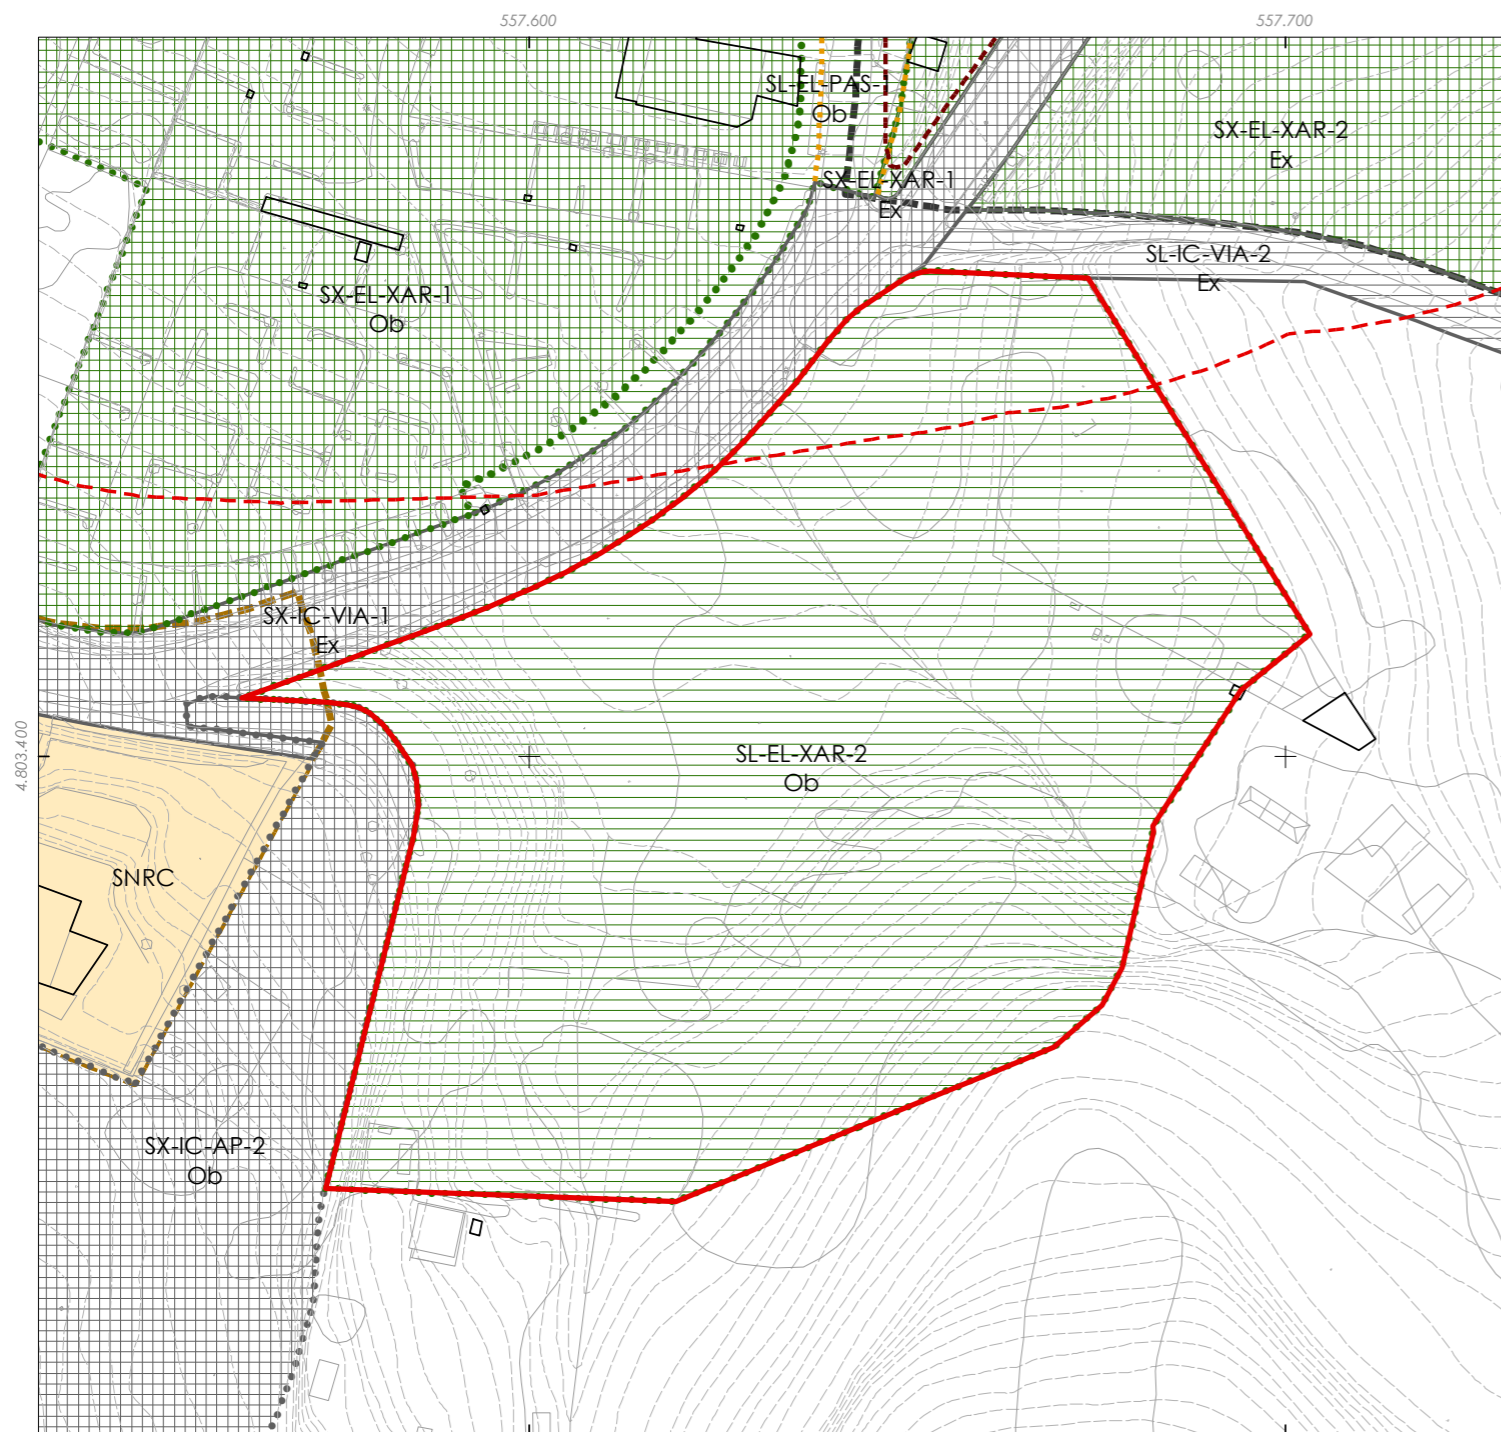 557.600
557.700
SL-EL-PAS-
Ob
SX-EL-XAR-2
Ex
SX-EL-XAR-1
Ex
SL-IC-VIA-2
Ex
SX-EL-XAR-1
Ob
SX-IC-VIA-1
Ex
4.803.400
SL-EL-XAR-2
Ob
SNRC
SX-IC-AP-2
Ob